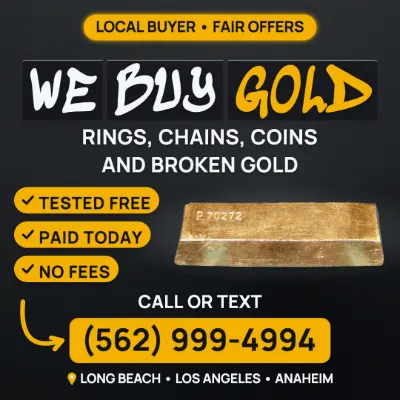 LOCAL BUYER • FAIR OFFERS
WE BUY GOLD
RINGS, CHAINS, COINS
AND BROKEN GOLD
TESTED FREE
PAID TODAY
NO FEES
P 70272
CALL OR TEXT
(562) 999-4994
LONG BEACH • LOS ANGELES • ANAHEIM